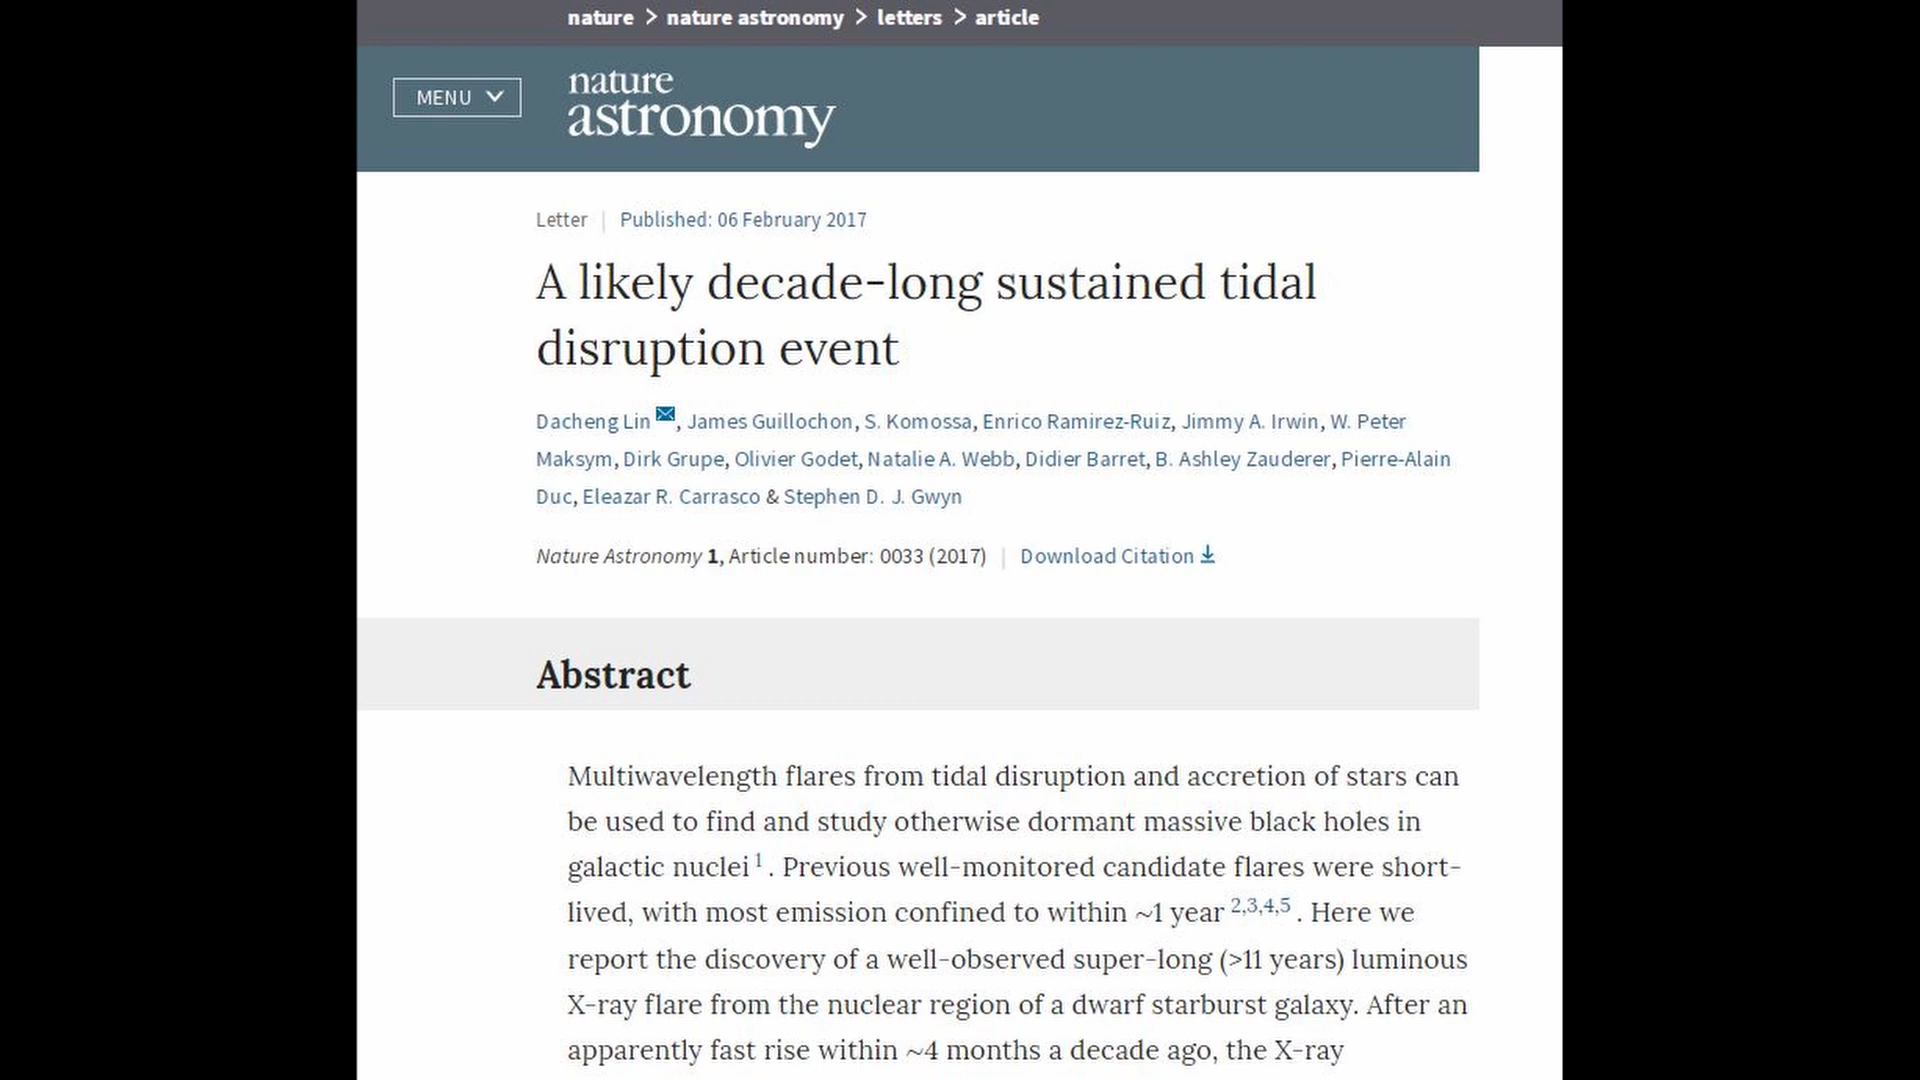 nature > nature astronomy > letters > article
MENU
nature
astronomy
Letter | Published: 06 February 2017
A likely decade-long sustained tidal
disruption event
Dacheng Lin, James Guillochon, S. Komossa, Enrico Ramirez-Ruiz, Jimmy A. Irwin, W. Peter
Maksym, Dirk Grupe, Olivier Godet, Natalie A. Webb, Didier Barret, B. Ashley Zauderer, Pierre-Alain
Duc, Eleazar R. Carrasco & Stephen D. J. Gwyn
Nature Astronomy 1, Article number: 0033 (2017) | Download Citation
Abstract
Multiwavelength flares from tidal disruption and accretion of stars can
be used to find and study otherwise dormant massive black holes in
galactic nuclei 1 . Previous well-monitored candidate flares were short-
lived, with most emission confined to within ~1 year 2,3,4,5 . Here we
report the discovery of a well-observed super-long (>11 years) luminous
X-ray flare from the nuclear region of a dwarf starburst galaxy. After an
apparently fast rise within ~4 months a decade ago, the X-ray